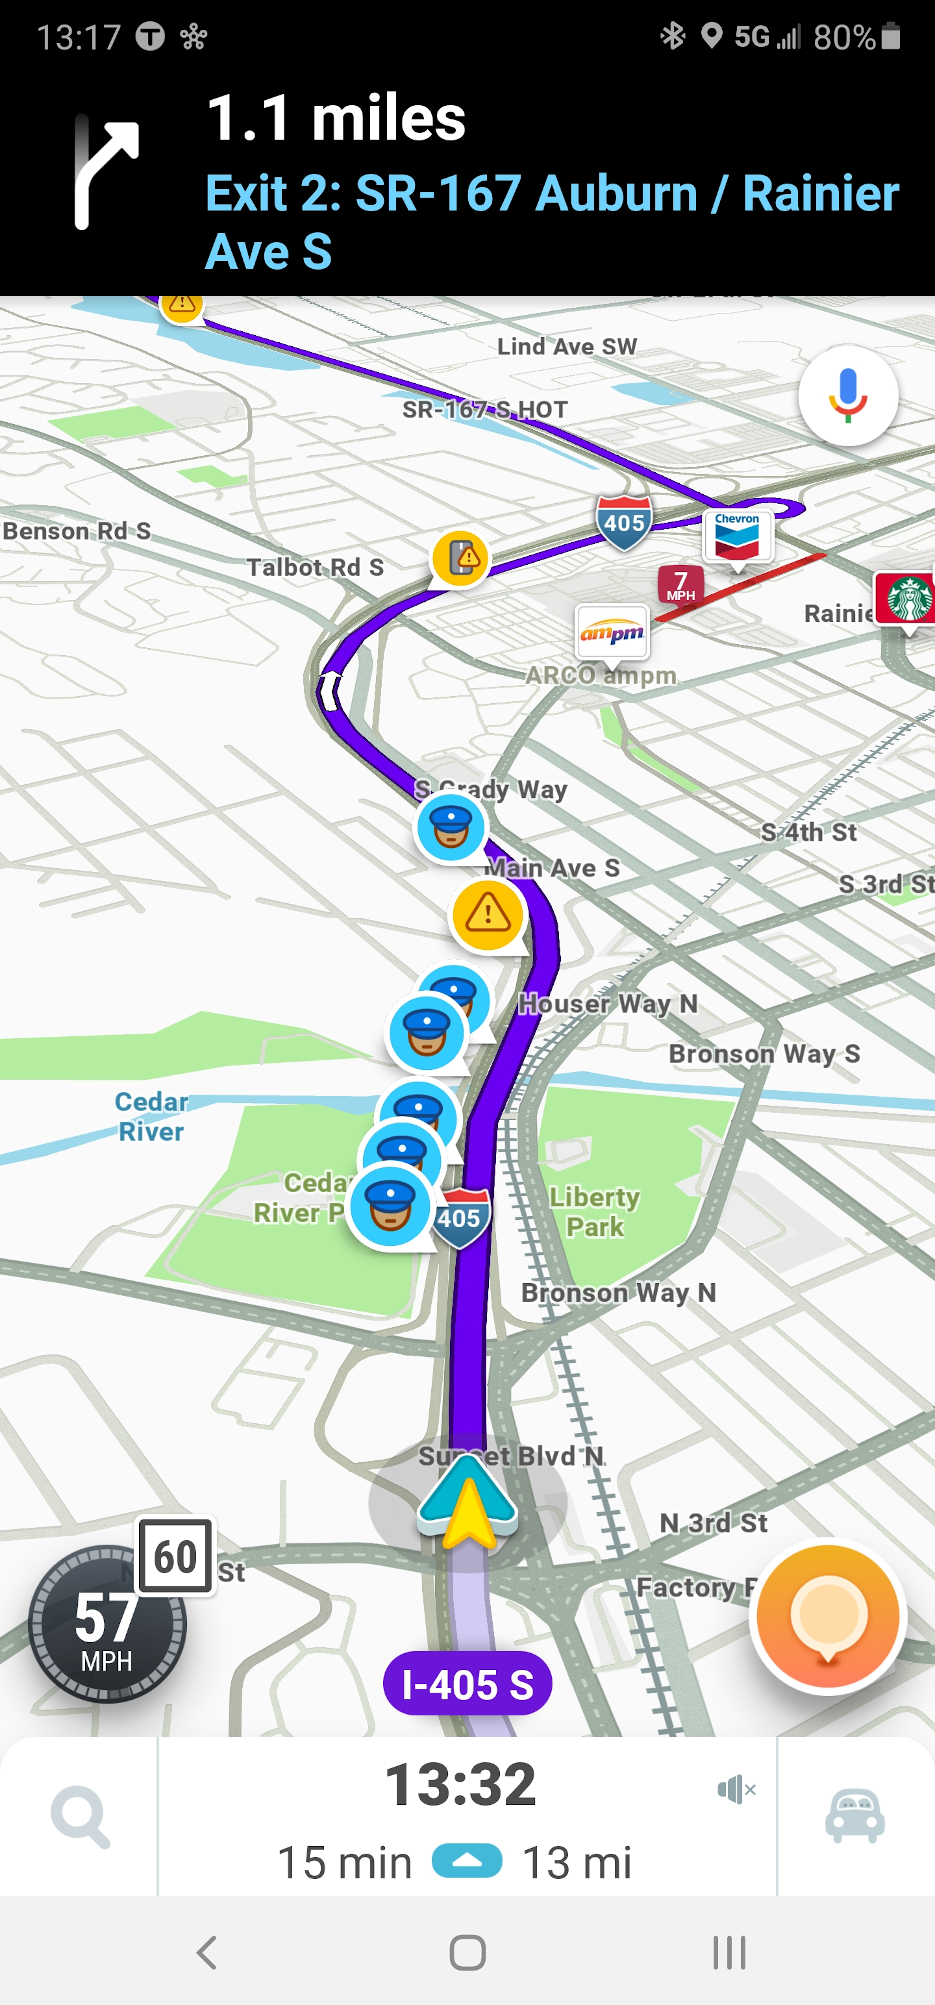 13:17
5G 80%
1.1 miles
Exit 2: SR-167 Auburn / Rainier
Ave S
Lind Ave SW
SR-167 S HOT
405
Chevron
Benson Rd S
Talbot Rd S
7
MPH
ampm
ARCO ampm
S Grady Way
Main Ave S
S 4th St
S 3rd St
Houser Way N
Bronson Way S
Cedar
River
Liberty
Park
River P
405
Bronson Way N
Sunset Blvd N
N 3rd St
60
St
57
MPH
I-405 S
13:32
15 min 13 mi